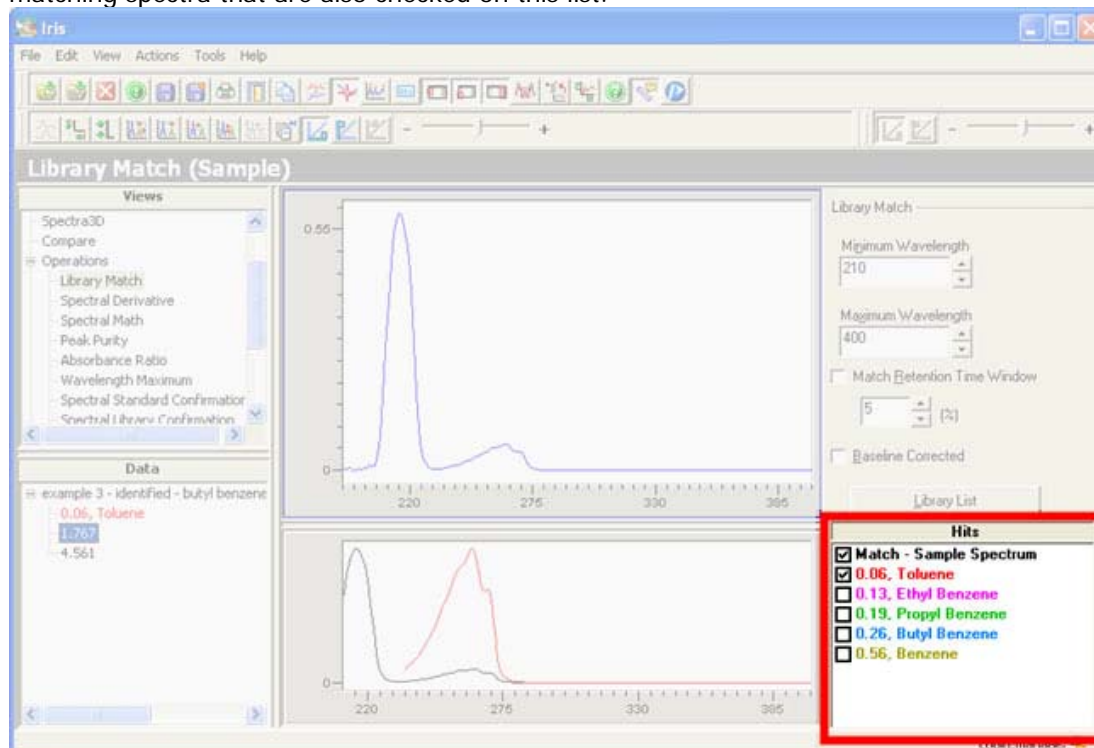 matching spectra that are also checked on this list.
Iris
File Edit View Actions Tools Help
- +
- +
Library Match (Sample)
Views
Spectra3D
Compare
Operations
Library Match
Spectral Derivative
Spectral Math
Peak Purity
Absorbance Ratio
Wavelength Maximum
Spectral Standard Confirmation
Spectral Library Confirmation
Data
example 3 - identified - butyl benzene
0.06, Toluene
1.767
4.561
0.55
0
220 275 330 385
0
220 275 330 385
Library Match
Minimum Wavelength
210
Maximum Wavelength
400
Match Retention Time Window
5 (%)
Baseline Corrected
Library List
Hits
Match - Sample Spectrum
0.06, Toluene
0.13, Ethyl Benzene
0.19, Propyl Benzene
0.26, Butyl Benzene
0.56, Benzene